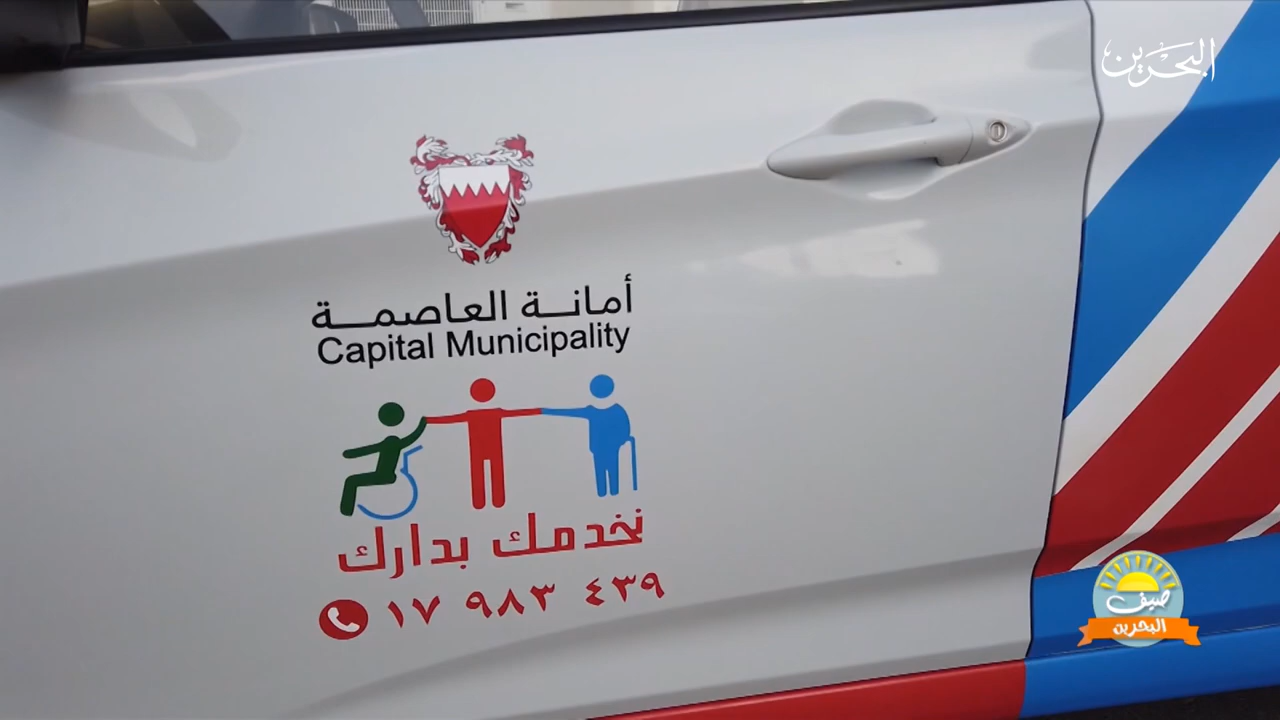 البحرين
أمانة العاصمة
Capital Municipality
نخدمك بدارك
١٧ ٩٨٣ ٤٣٩
صيف
البحرين